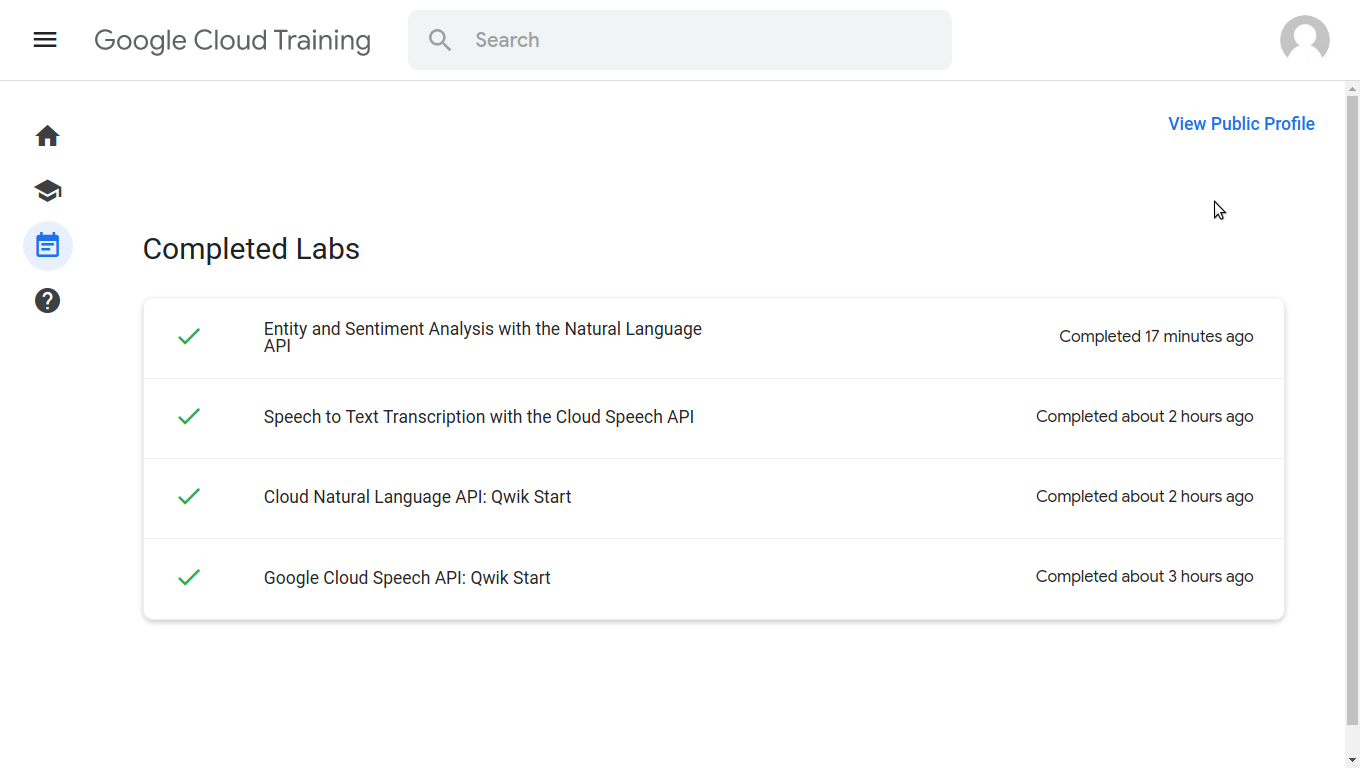 Google Cloud Training
Search
View Public Profile
Completed Labs
Entity and Sentiment Analysis with the Natural Language
API
Completed 17 minutes ago
Speech to Text Transcription with the Cloud Speech API
Completed about 2 hours ago
Cloud Natural Language API: Qwik Start
Completed about 2 hours ago
Google Cloud Speech API: Qwik Start
Completed about 3 hours ago